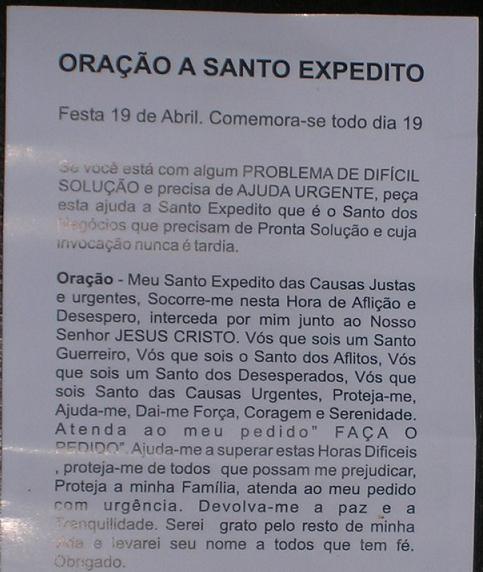 ORAÇÃO A SANTO EXPEDITO
Festa 19 de Abril. Comemora-se todo dia 19
Se você está com algum PROBLEMA DE DIFÍCIL
SOLUÇÃO e precisa de AJUDA URGENTE, peça
esta ajuda a Santo Expedito que é o Santo dos
Negócios que precisam de Pronta Solução e cuja
invocação nunca é tardia.
Oração - Meu Santo Expedito das Causas Justas
e urgentes, Socorre-me nesta Hora de Aflição e
Desespero, interceda por mim junto ao Nosso
Senhor JESUS CRISTO. Vós que sois um Santo
Guerreiro, Vós que sois o Santo dos Aflitos, Vós
que sois um Santo dos Desesperados, Vós que
sois Santo das Causas Urgentes, Proteja-me,
Ajuda-me, Dai-me Força, Coragem e Serenidade.
Atenda ao meu pedido" FAÇA O
PEDIDO". Ajuda-me a superar estas Horas Dificeis
, proteja-me de todos que possam me prejudicar,
Proteja a minha Família, atenda ao meu pedido
com urgência. Devolva-me a paz e a
Tranquilidade. Serei grato pelo resto de minha
vida e levarei seu nome a todos que tem fé.
Obrigado.